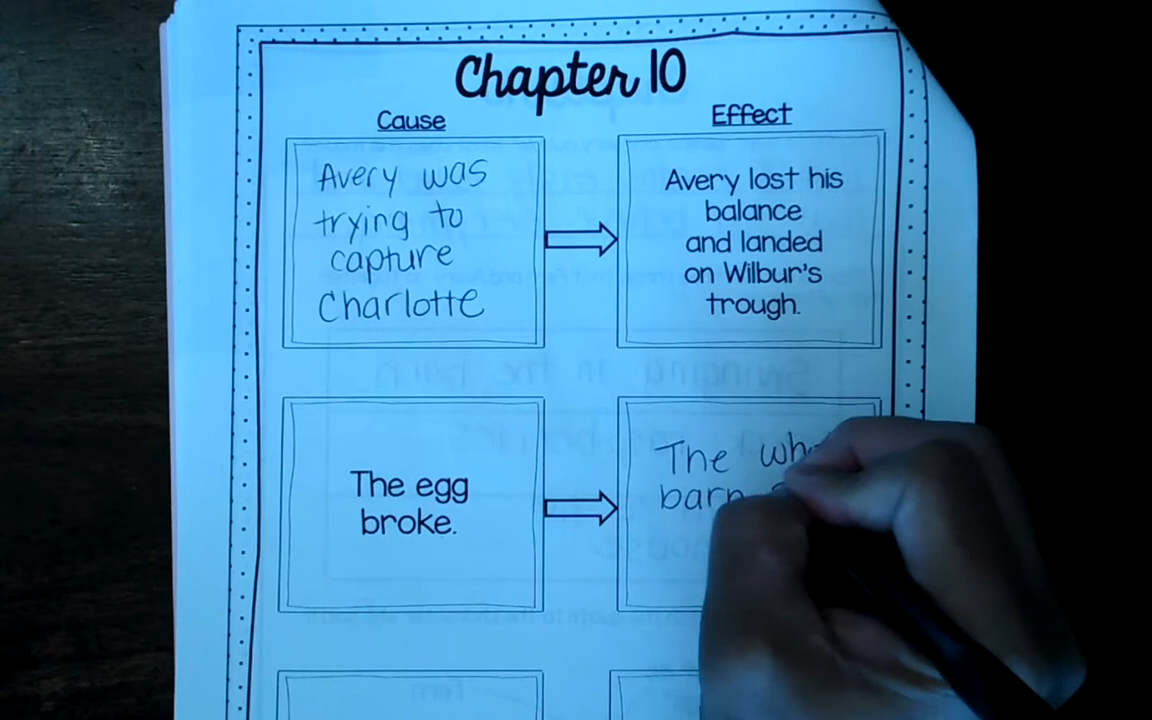 Chapter 10
Cause
Effect
Avery was
trying to
capture
Charlotte
Avery lost his
balance
and landed
on Wilbur's
trough.
The egg
broke.
The
barn